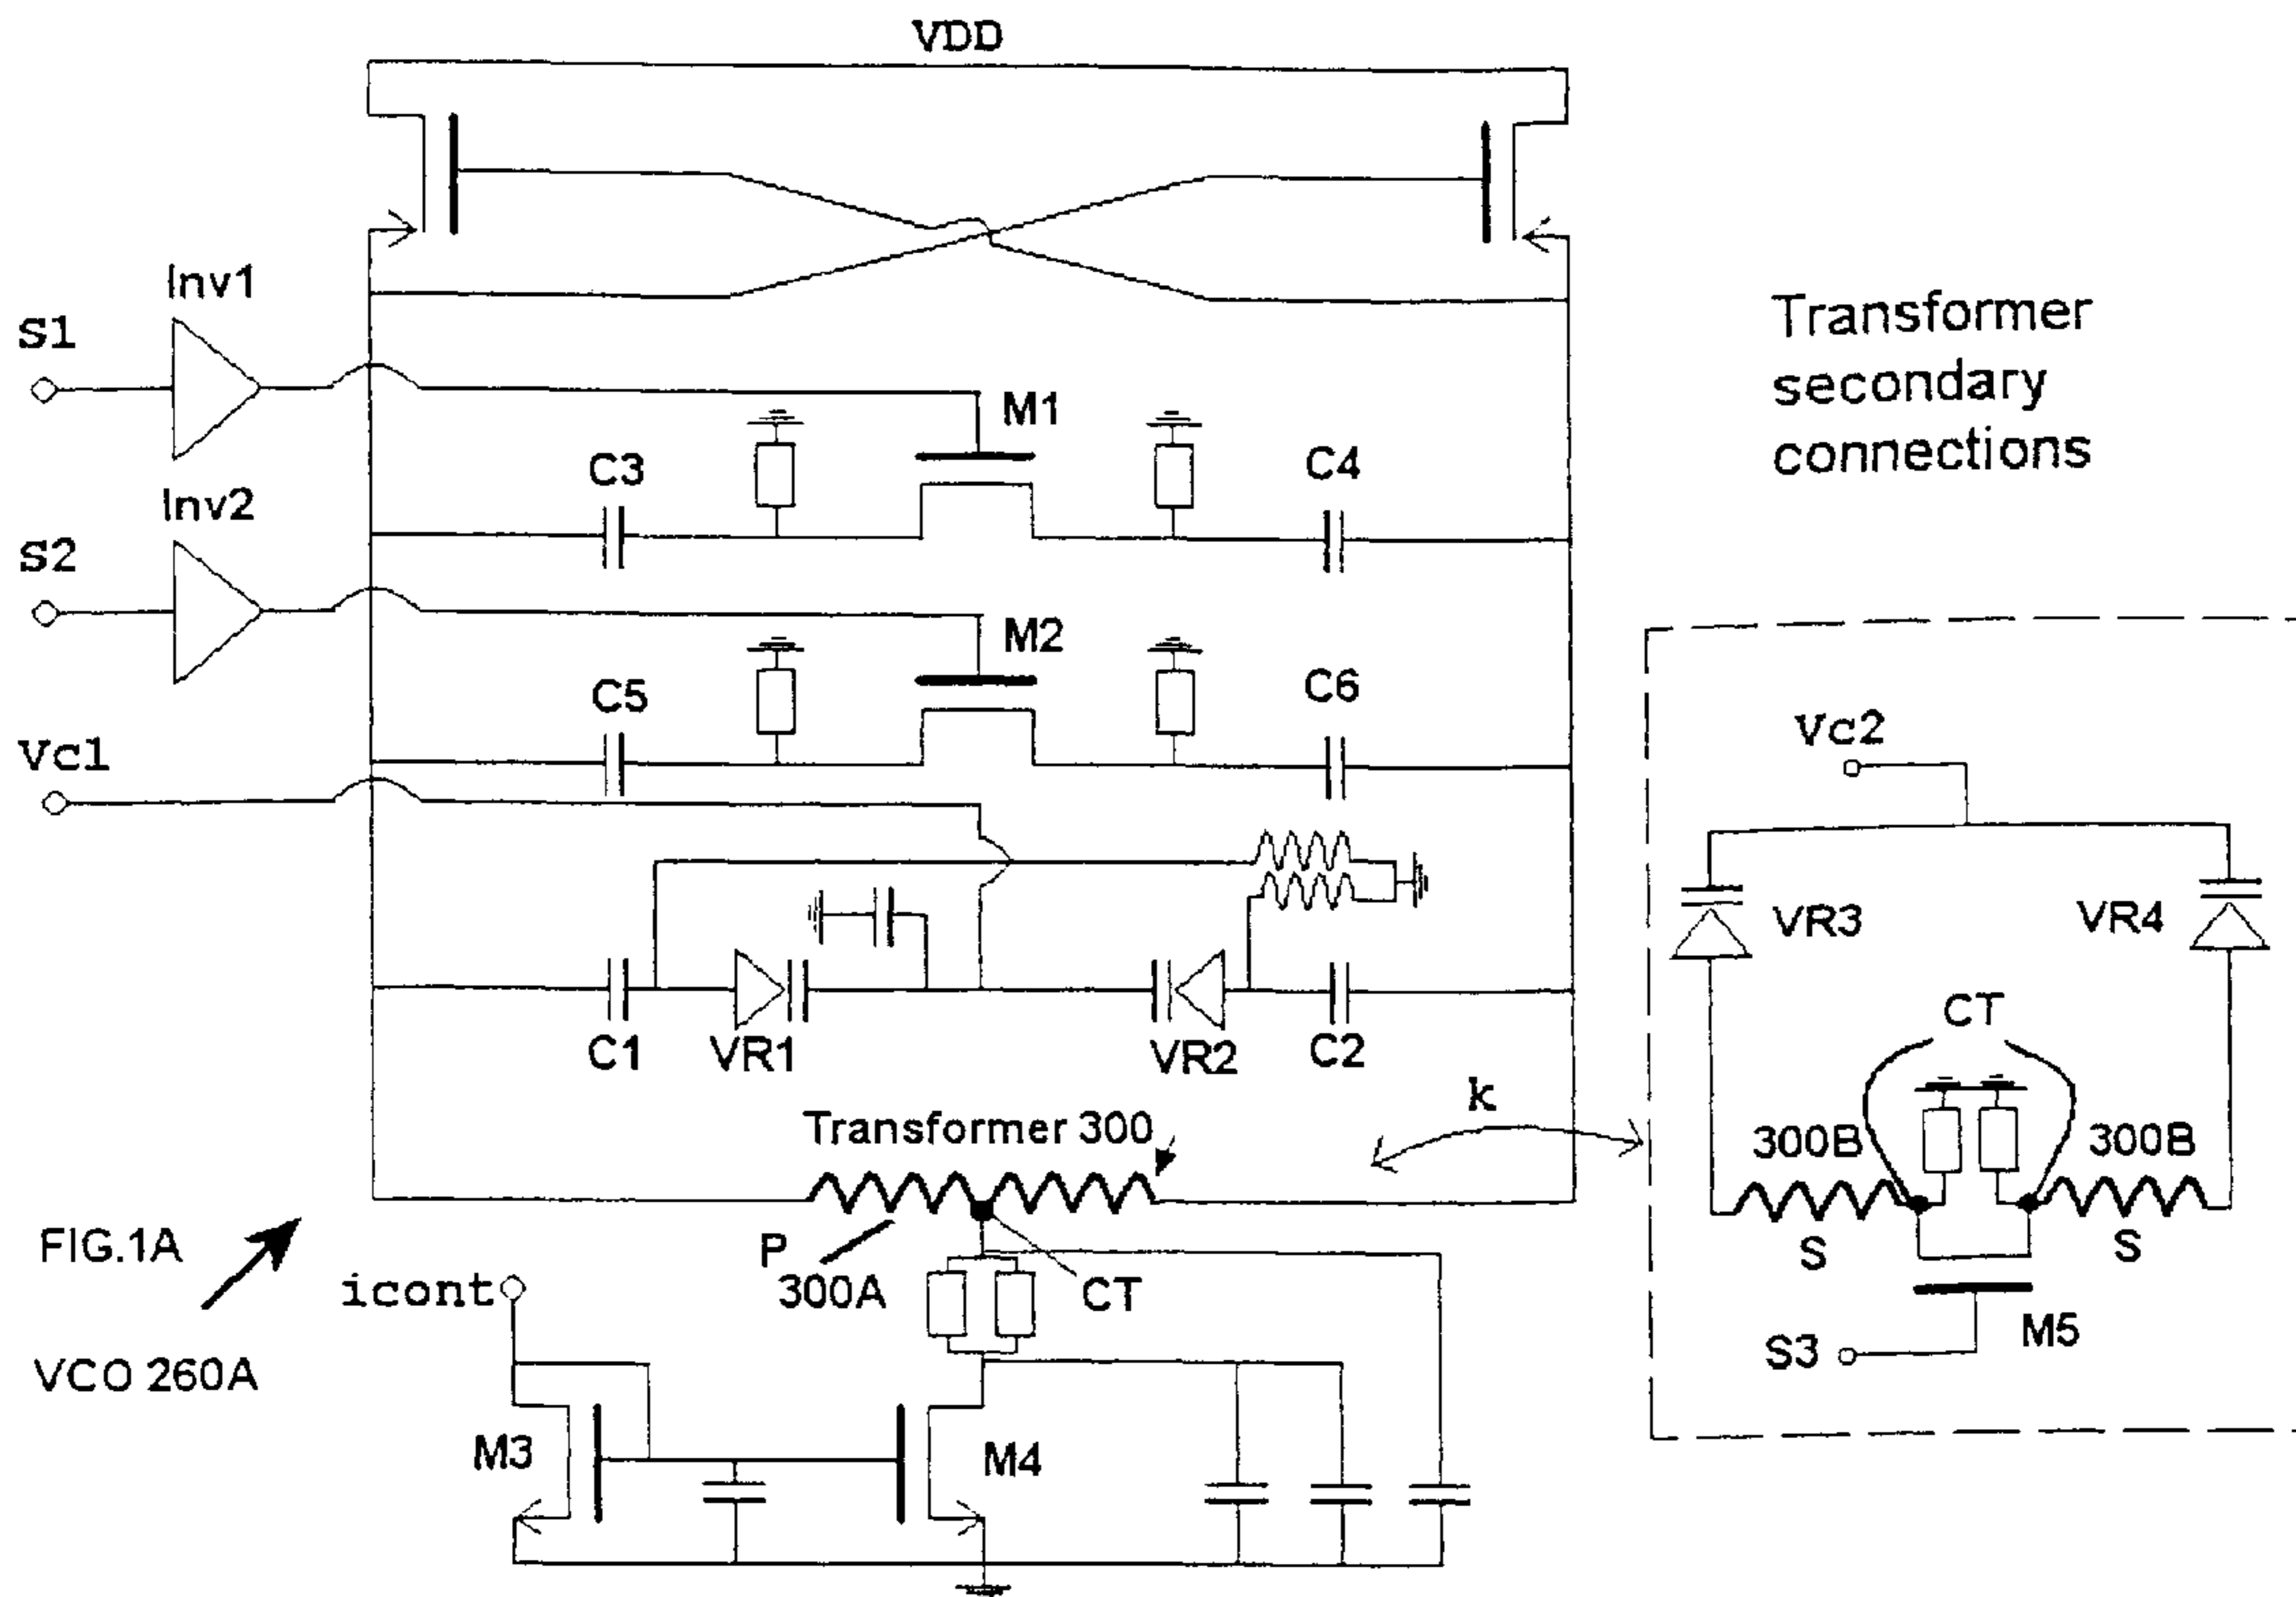 VDD
Inv1
S1
M1
C3
C4
Transformer
secondary
connections
Inv2
S2
M2
C5
C6
Vc1
Vc2
VR3
VR4
C1
VR1
VR2
C2
CT
k
Transformer 300
300B
300B
S
S
FIG.1A
P
300A
CT
icont
M5
S3
VCO 260A
M3
M4